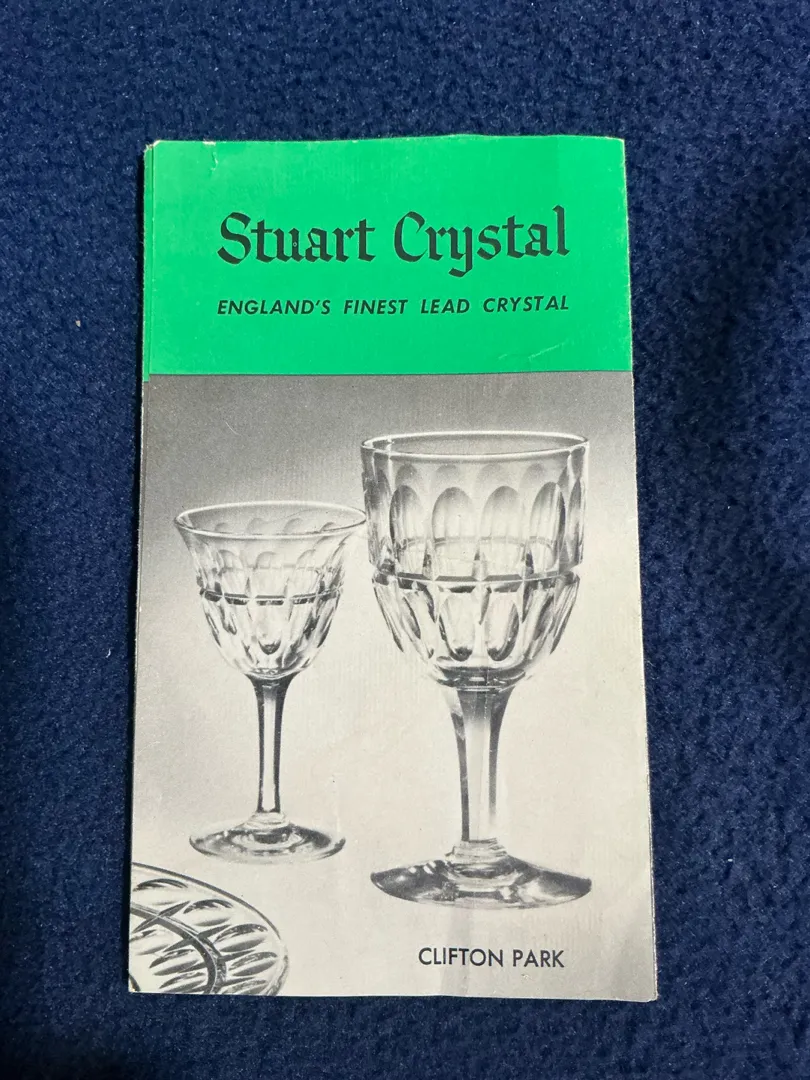 Stuart Crystal
ENGLAND'S FINEST LEAD CRYSTAL
CLIFTON PARK